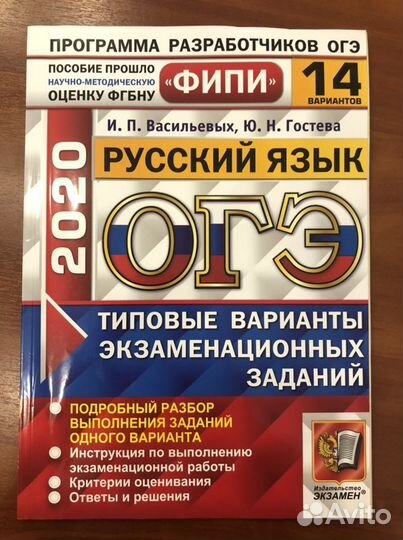 ПРОГРАММА РАЗРАБОТЧИКОВ ОГЭ
ПОСОБИЕ ПРОШЛО
НАУЧНО-МЕТОДИЧЕСКУЮ
ОЦЕНКУ ФГБНУ
«ФИПИ»
14
ВАРИАНТОВ
И. П. Васильевых, Ю. Н. Гостева
2020
РУССКИЙ ЯЗЫК
ОГЭ
ТИПОВЫЕ ВАРИАНТЫ
ЭКЗАМЕНАЦИОННЫХ
ЗАДАНИЙ
• ПОДРОБНЫЙ РАЗБОР
ВЫПОЛНЕНИЯ ЗАДАНИЙ
ОДНОГО ВАРИАНТА
• Инструкция по выполнению
экзаменационной работы
• Критерии оценивания
• Ответы и решения
Издательство
ЭКЗАМЕН®
Avito